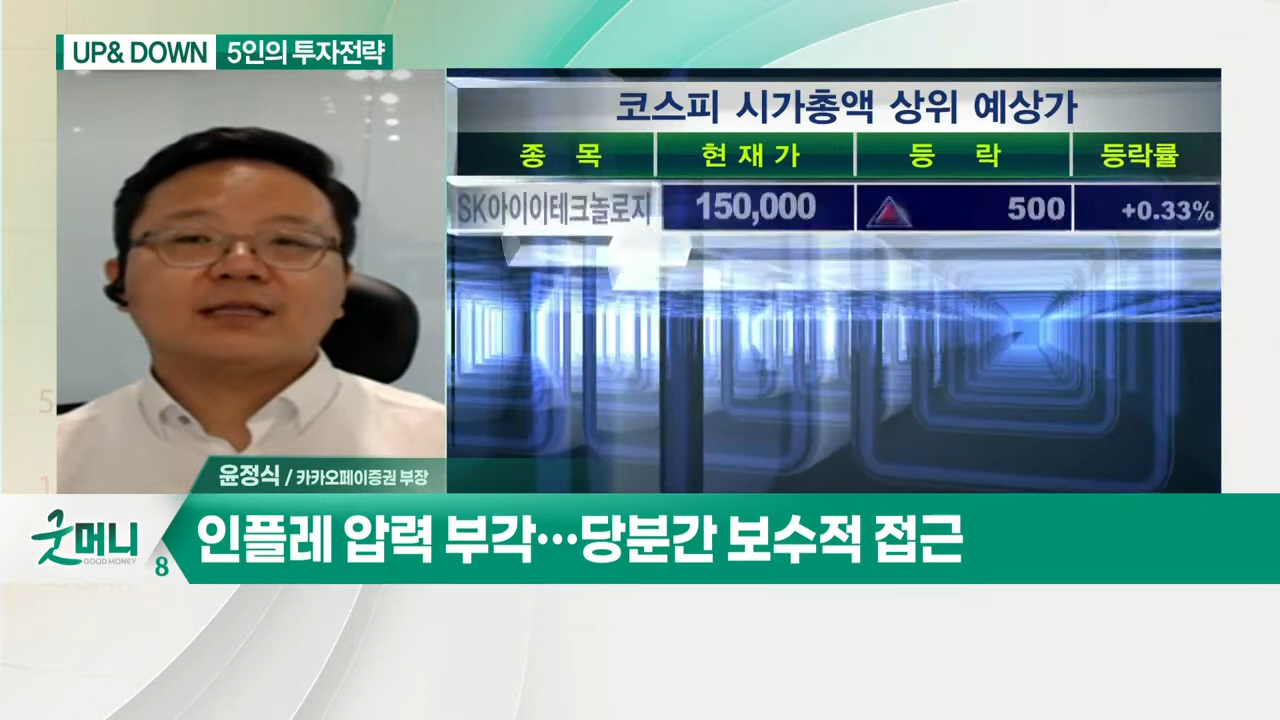 UP& DOWN 5인의 투자전략
코스피 시가총액 상위 예상가
종 목 현 재 가 등 락 등락률
SK아이이테크놀로지 150,000 500 +0.33%
5
1
윤정식 / 카카오페이증권 부장
굿머니
GOOD MONEY
8
인플레 압력 부각…당분간 보수적 접근